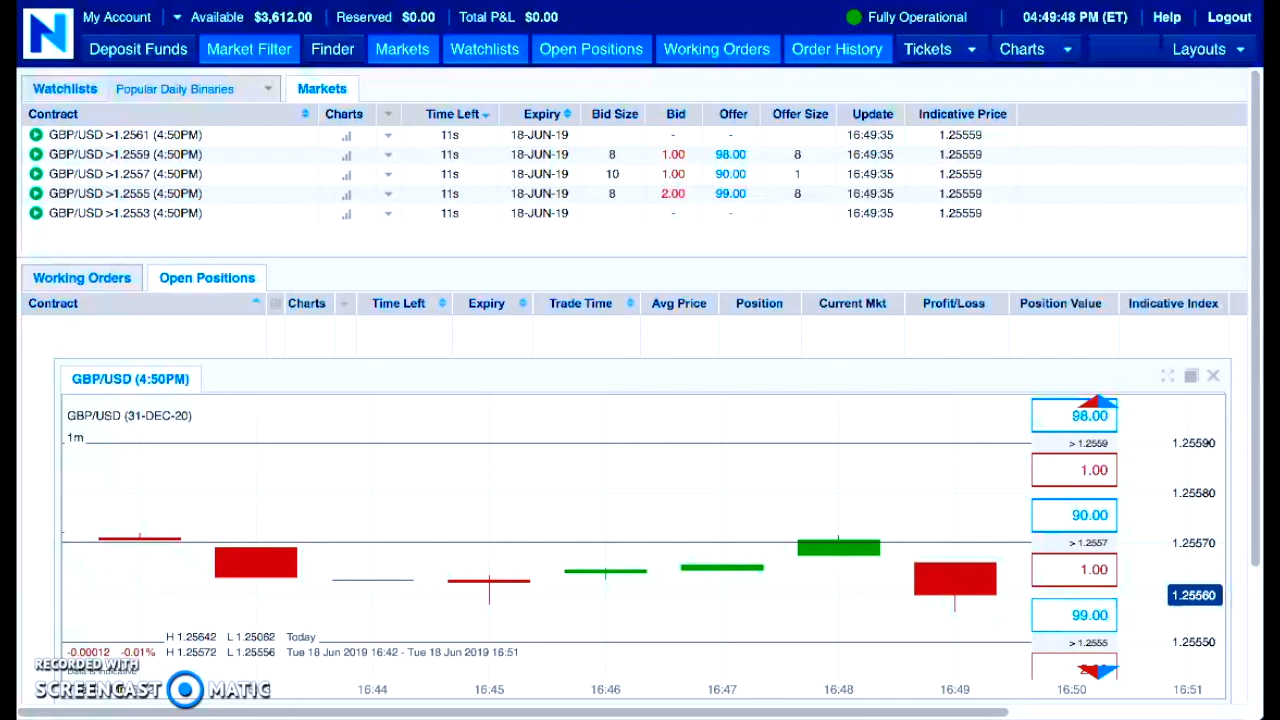 My Account Available $3,612.00 Reserved $0.00 Total P&L $0.00 Fully Operational 04:49:48 PM (ET) Help Logout
N
Deposit Funds Market Filter Finder Markets Watchlists Open Positions Working Orders Order History Tickets Charts Layouts
Watchlists Popular Daily Binaries Markets
Contract Charts Time Left Expiry Bid Size Bid Offer Offer Size Update Indicative Price
GBP/USD >1.2561 (4:50PM) 11s 18-JUN-19 - - 16:49:35 1.25559
GBP/USD >1.2559 (4:50PM) 11s 18-JUN-19 8 1.00 98.00 8 16:49:35 1.25559
GBP/USD >1.2557 (4:50PM) 11s 18-JUN-19 10 1.00 90.00 1 16:49:35 1.25559
GBP/USD >1.2555 (4:50PM) 11s 18-JUN-19 8 2.00 99.00 8 16:49:35 1.25559
GBP/USD >1.2553 (4:50PM) 11s 18-JUN-19 - - 16:49:35 1.25559
Working Orders Open Positions
Contract Charts Time Left Expiry Trade Time Avg Price Position Current Mkt Profit/Loss Position Value Indicative Index
GBP/USD (4:50PM)
GBP/USD (31-DEC-20) 98.00
1m > 1.2559 1.25590
1.00
1.25580
90.00
> 1.2557 1.25570
1.00
1.25560
99.00
H 1.25642 L 1.25062 Today > 1.2555 1.25550
-0.00012 -0.01% H 1.25572 L 1.25556 Tue 18 Jun 2019 16:42 - Tue 18 Jun 2019 16:51
RECORDED WITH
Data is indicative
SCREENCAST MATIC
16:44 16:45 16:46 16:47 16:48 16:49 16:50 16:51